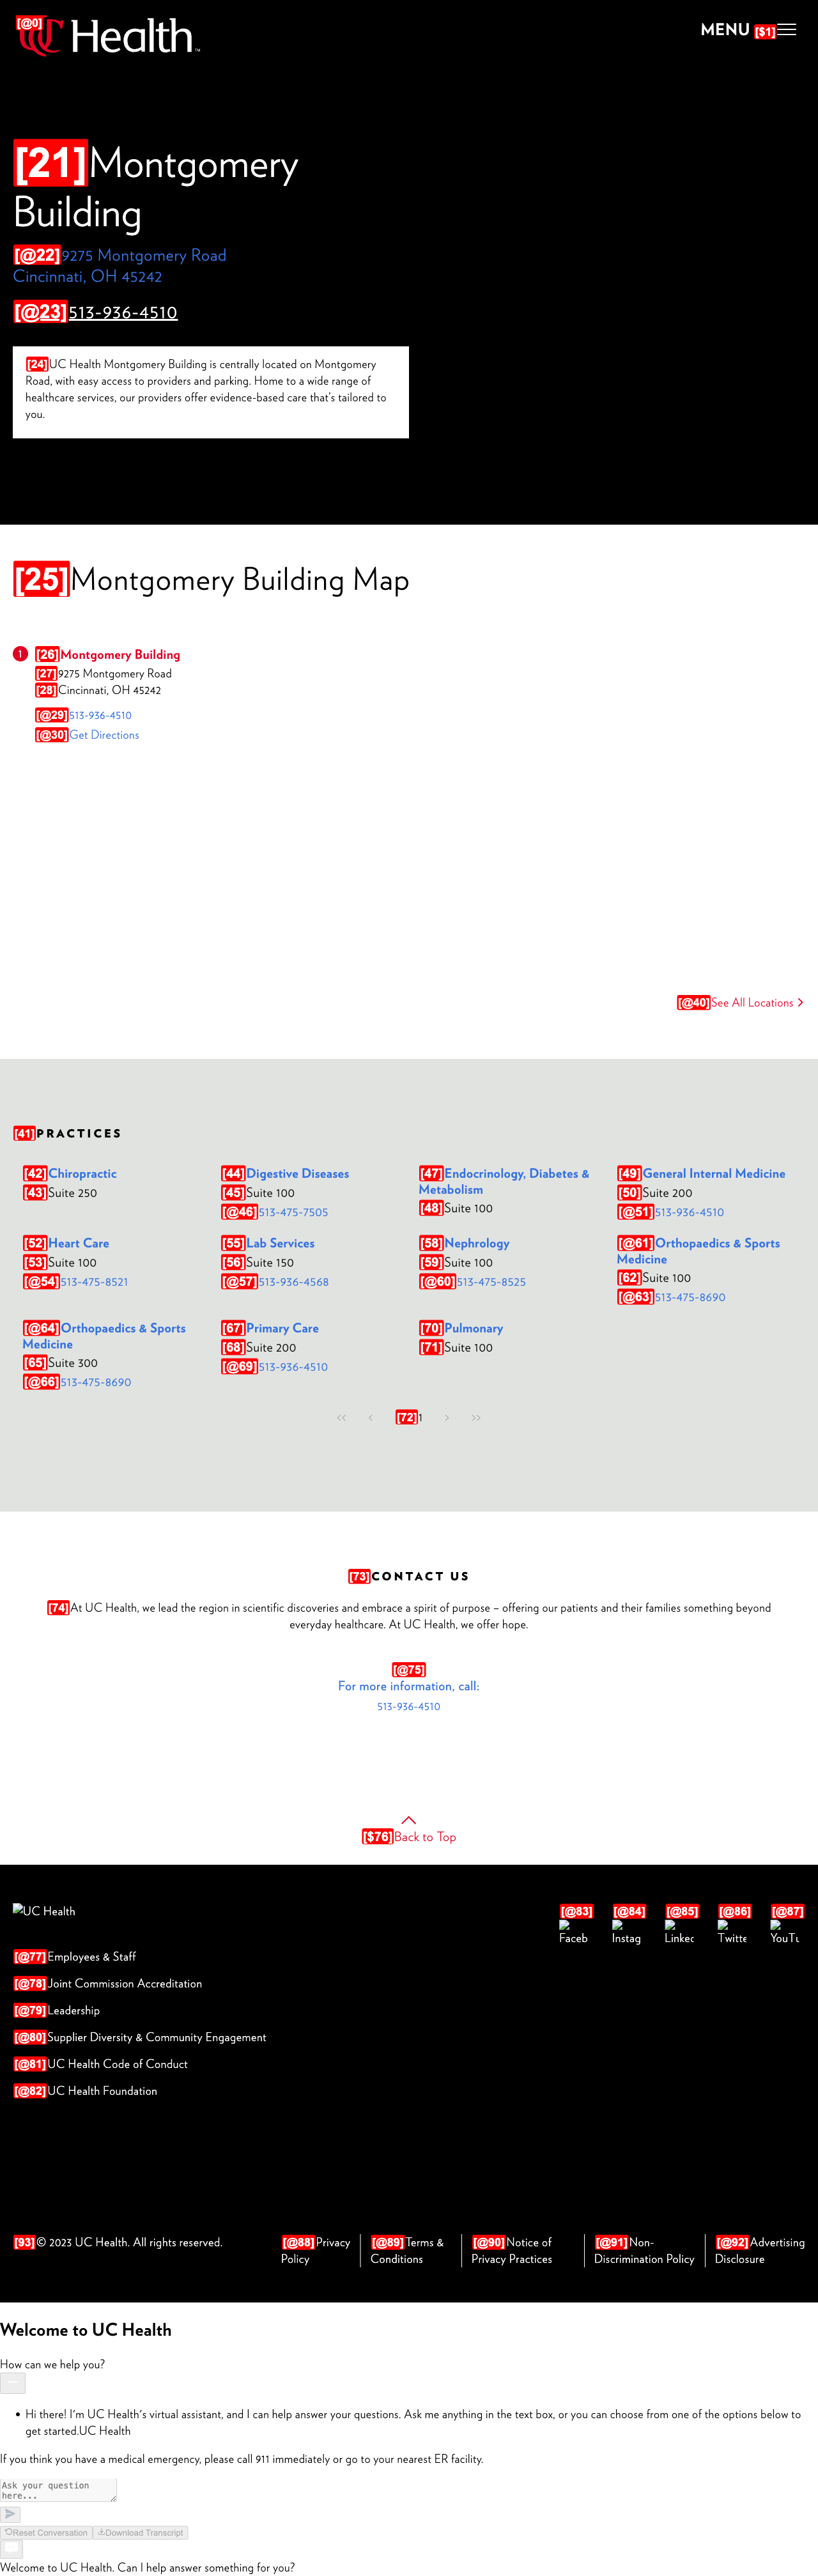 [@0] UC Health™
MENU [$1]
[21]Montgomery
Building
[@22]9275 Montgomery Road
Cincinnati, OH 45242
[@23]513-936-4510
[24]UC Health Montgomery Building is centrally located on Montgomery
Road, with easy access to providers and parking. Home to a wide range of
healthcare services, our providers offer evidence-based care that's tailored to
you.
[25]Montgomery Building Map
1 [26]Montgomery Building
[27]9275 Montgomery Road
[28]Cincinnati, OH 45242
[@29]513-936-4510
[@30]Get Directions
[@40]See All Locations
[41]PRACTICES
[42]Chiropractic
[43]Suite 250
[44]Digestive Diseases
[45]Suite 100
[@46]513-475-7505
[47]Endocrinology, Diabetes &
Metabolism
[48]Suite 100
[49]General Internal Medicine
[50]Suite 200
[@51]513-936-4510
[52]Heart Care
[53]Suite 100
[@54]513-475-8521
[55]Lab Services
[56]Suite 150
[@57]513-936-4568
[58]Nephrology
[59]Suite 100
[@60]513-475-8525
[@61]Orthopaedics & Sports
Medicine
[62]Suite 100
[@63]513-475-8690
[@64]Orthopaedics & Sports
Medicine
[65]Suite 300
[@66]513-475-8690
[67]Primary Care
[68]Suite 200
[@69]513-936-4510
[70]Pulmonary
[71]Suite 100
[72]1
[73]CONTACT US
[74]At UC Health, we lead the region in scientific discoveries and embrace a spirit of purpose – offering our patients and their families something beyond
everyday healthcare. At UC Health, we offer hope.
[@75]
For more information, call:
513-936-4510
[$76]Back to Top
UC Health
[@83] [@84] [@85] [@86] [@87]
Faceb Instag Linkec Twitte YouTu
[@77]Employees & Staff
[@78]Joint Commission Accreditation
[@79]Leadership
[@80]Supplier Diversity & Community Engagement
[@81]UC Health Code of Conduct
[@82]UC Health Foundation
[93]© 2023 UC Health. All rights reserved.
[@88]Privacy
Policy
[@89]Terms &
Conditions
[@90]Notice of
Privacy Practices
[@91]Non-
Discrimination Policy
[@92]Advertising
Disclosure
Welcome to UC Health
How can we help you?
Hi there! I'm UC Health's virtual assistant, and I can help answer your questions. Ask me anything in the text box, or you can choose from one of the options below to
get started.UC Health
If you think you have a medical emergency, please call 911 immediately or go to your nearest ER facility.
Ask your question
here...
Reset Conversation Download Transcript
Welcome to UC Health. Can I help answer something for you?